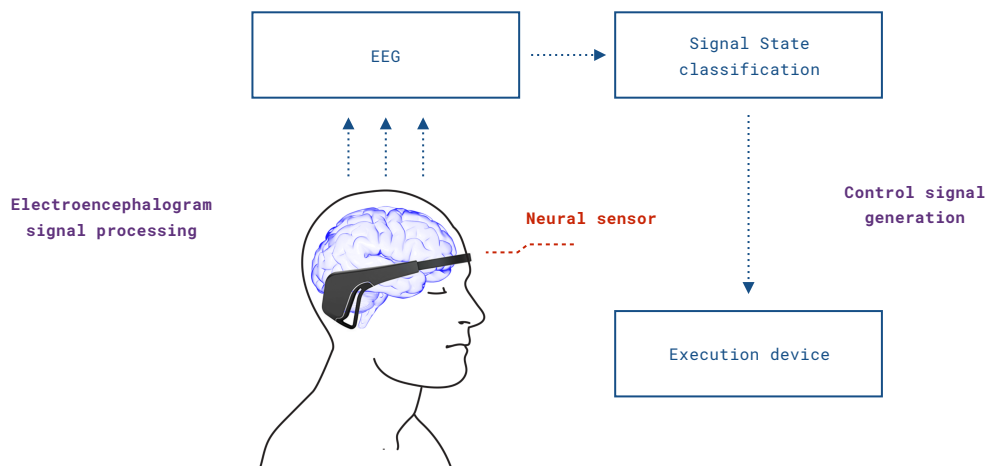 EEG
Signal State
classification
Electroencephalogram
signal processing
Neural sensor
Control signal
generation
Execution device